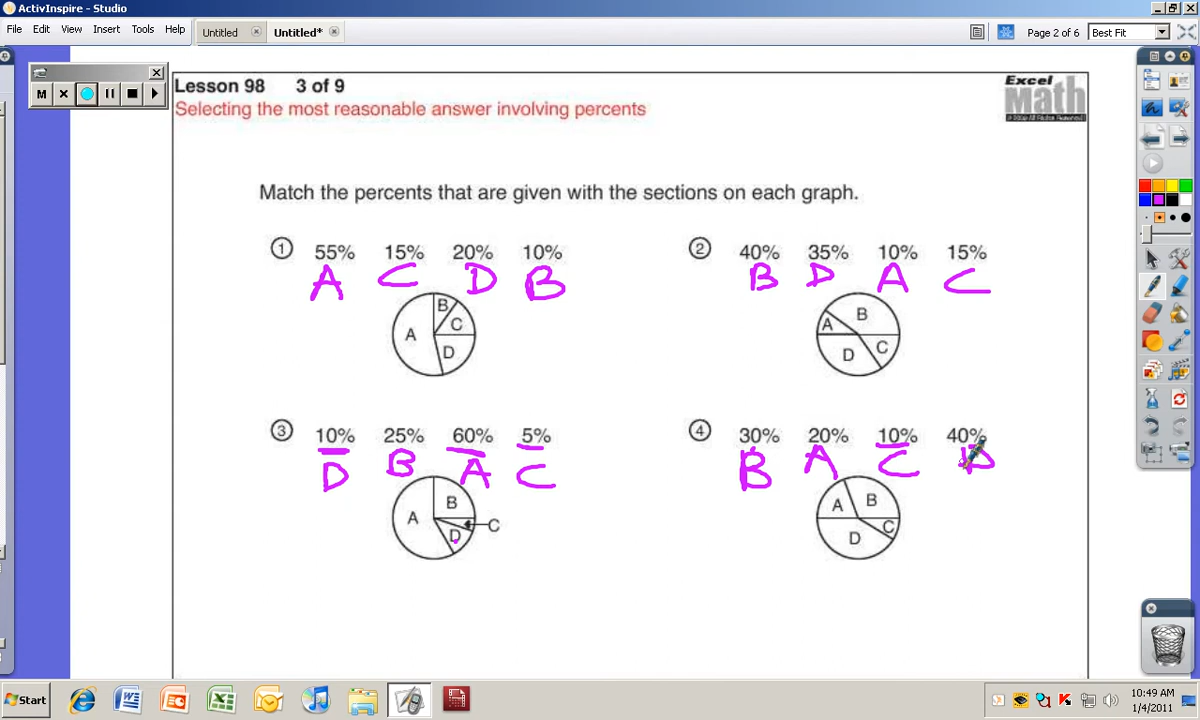 ActivInspire - Studio
File Edit View Insert Tools Help
Untitled Untitled*
Page 2 of 6 Best Fit
M
Lesson 98 3 of 9
Selecting the most reasonable answer involving percents
Excel
Math
Match the percents that are given with the sections on each graph.
1 55% 15% 20% 10%
A C D B
B
A C
D
2 40% 35% 10% 15%
B D A C
A B
D C
3 10% 25% 60% 5%
D B A C
A B
C
D
4 30% 20% 10% 40%
B A C D
A B
C
D
Start
10:49 AM
1/4/2011